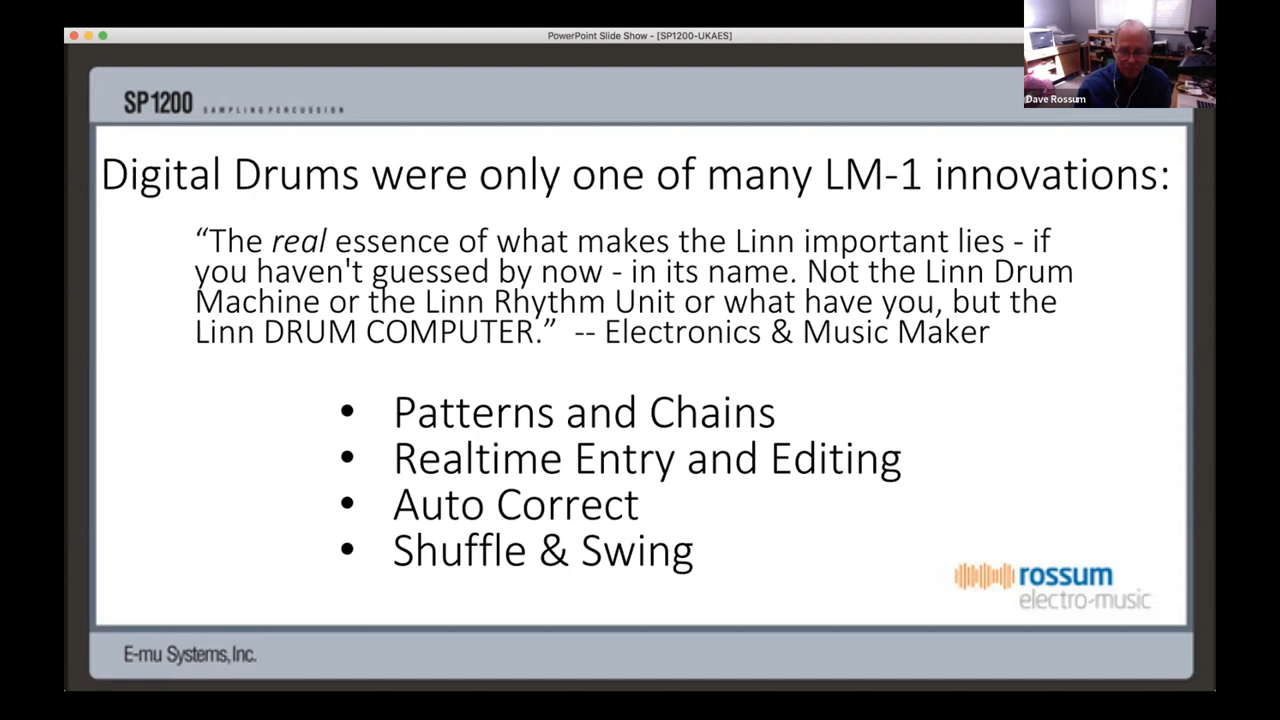 PowerPoint Slide Show - [SP1200-UKAES]
Dave Rossum
SP1200 SAMPLING PERCUSSION
Digital Drums were only one of many LM-1 innovations:
“The real essence of what makes the Linn important lies - if
you haven't guessed by now - in its name. Not the Linn Drum
Machine or the Linn Rhythm Unit or what have you, but the
Linn DRUM COMPUTER.” -- Electronics & Music Maker
• Patterns and Chains
• Realtime Entry and Editing
• Auto Correct
• Shuffle & Swing
rossum
electro-music
E-mu Systems, Inc.